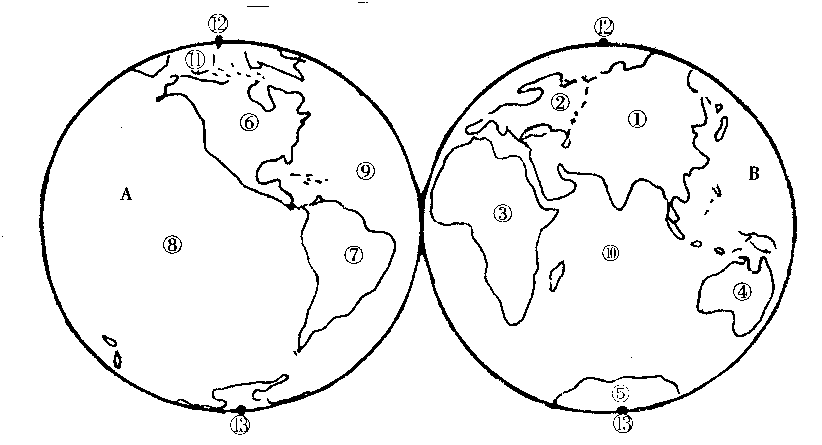 ⑫ ⑫
⑪
② ①
⑥
⑨ B
A
③
⑧ ⑦ ⑩
④
⑤
⑬ ⑬